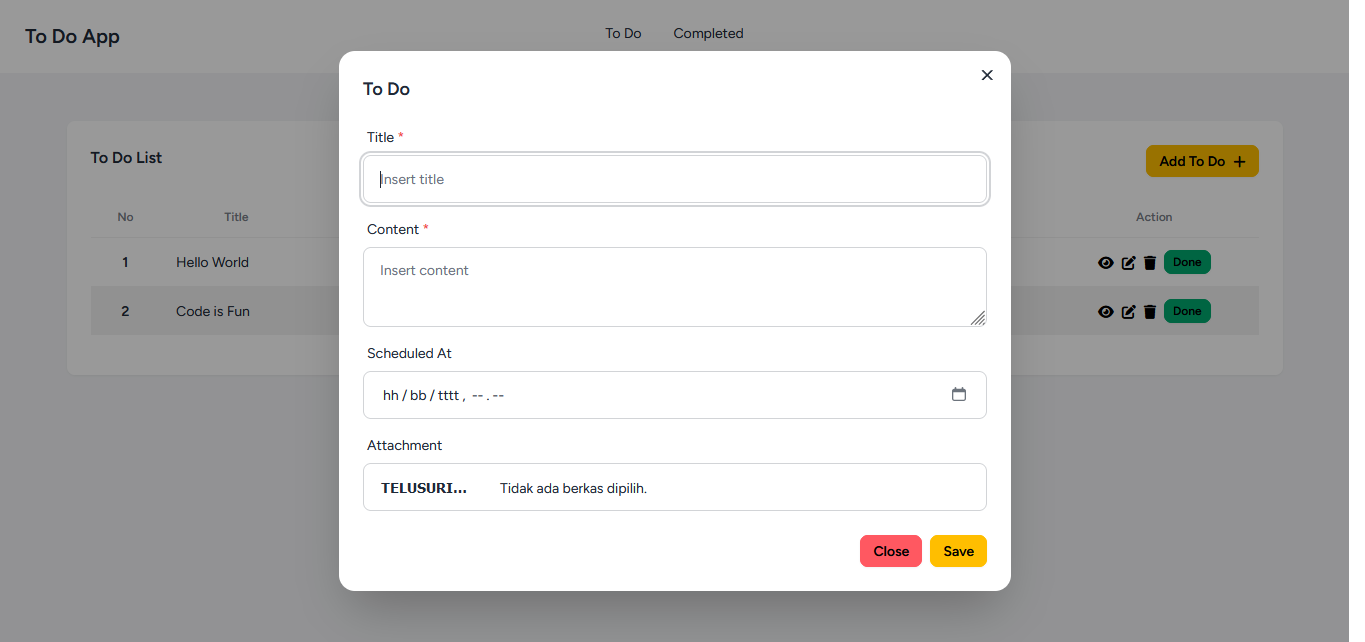 To Do App
To Do
Completed
To Do List
Add To Do
No
Title
Action
1
Hello World
Done
2
Code is Fun
Done
To Do
Title *
Insert title
Content *
Insert content
Scheduled At
hh / bb / tttt , -- . --
Attachment
TELUSURI... Tidak ada berkas dipilih.
Close
Save